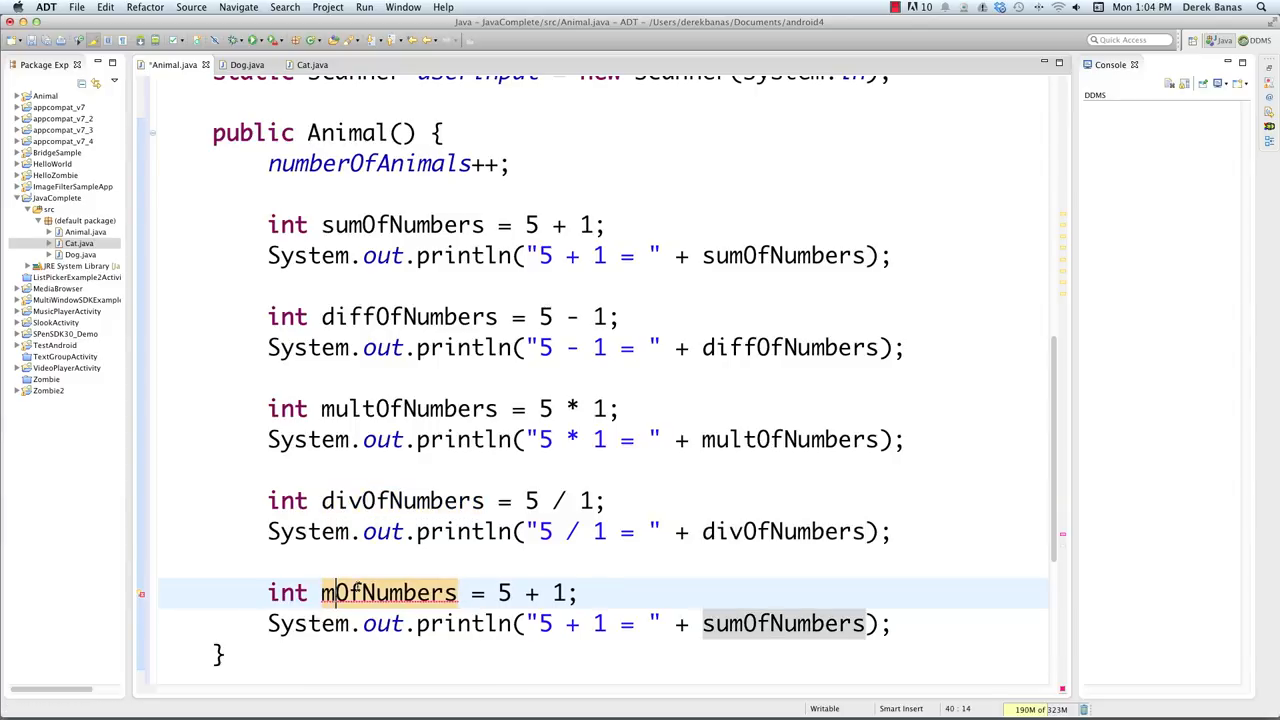 ADT File Edit Refactor Source Navigate Search Project Run Window Help 10 Mon 1:04 PM Derek Banas
Java – JavaComplete/src/Animal.java – ADT – /Users/derekbanas/Documents/android4
Quick Access Java DDMS
Package Exp
*Animal.java Dog.java Cat.java
Console
DDMS
Animal
appcompat_v7
appcompat_v7_2
appcompat_v7_3
appcompat_v7_4
BridgeSample
HelloWorld
HelloZombie
ImageFilterSampleApp
JavaComplete
src
(default package)
Animal.java
Cat.java
Dog.java
JRE System Library [Ja
ListPickerExample2Activi
MediaBrowser
MultiWindowSDKExample
MusicPlayerActivity
SlookActivity
SPenSDK30_Demo
TestAndroid
TextGroupActivity
VideoPlayerActivity
Zombie
Zombie2
static Scanner userInput = new Scanner(System.in);
public Animal() {
numberOfAnimals++;
int sumOfNumbers = 5 + 1;
System.out.println("5 + 1 = " + sumOfNumbers);
int diffOfNumbers = 5 - 1;
System.out.println("5 - 1 = " + diffOfNumbers);
int multOfNumbers = 5 * 1;
System.out.println("5 * 1 = " + multOfNumbers);
int divOfNumbers = 5 / 1;
System.out.println("5 / 1 = " + divOfNumbers);
int mOfNumbers = 5 + 1;
System.out.println("5 + 1 = " + sumOfNumbers);
}
Writable Smart Insert 40 : 14 190M of 323M